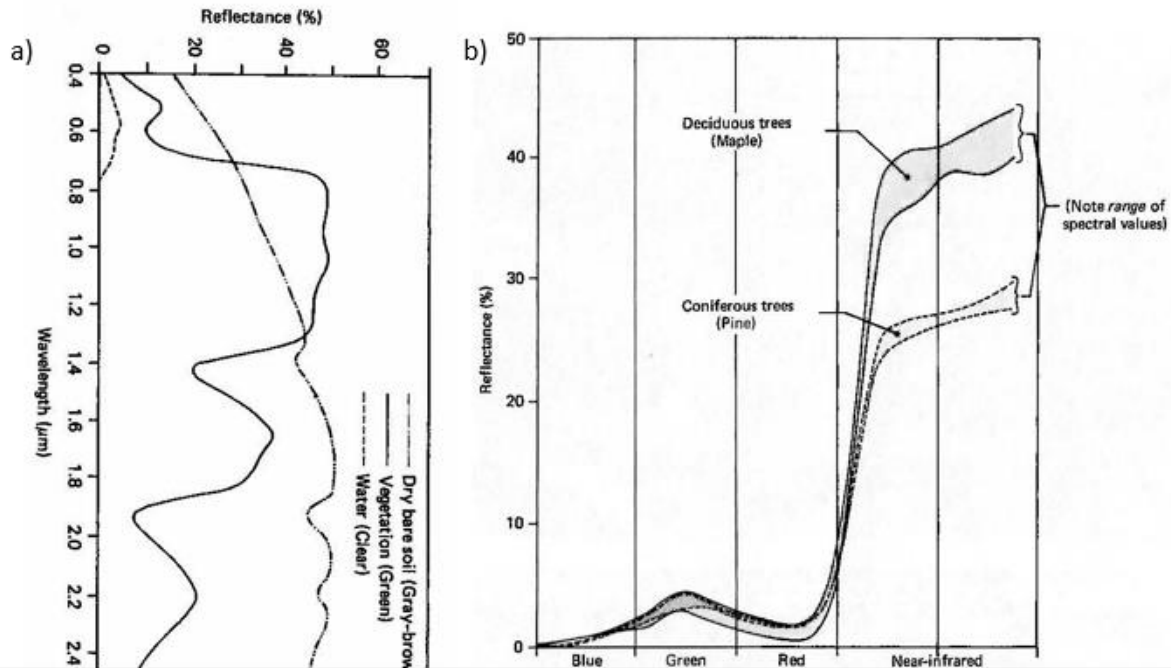 a)
Reflectance (%)
0 20 40 60
0.4
0.6
0.8
1.0
1.2
1.4
1.6
1.8
2.0
2.2
2.4
Wavelength (μm)
Dry bare soil (Gray-brow
Vegetation (Green)
Water (Clear)
b)
50
40
30
20
10
0
Reflectance (%)
Deciduous trees
(Maple)
Coniferous trees
(Pine)
(Note range of
spectral values)
Blue Green Red Near-infrared